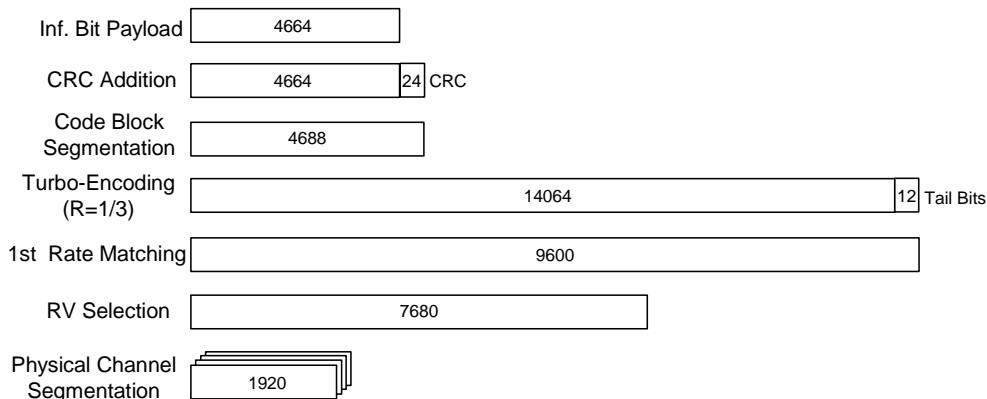 Inf. Bit Payload 4664
CRC Addition 4664 24 CRC
Code Block
Segmentation 4688
Turbo-Encoding
(R=1/3) 14064 12 Tail Bits
1st Rate Matching 9600
RV Selection 7680
Physical Channel
Segmentation 1920